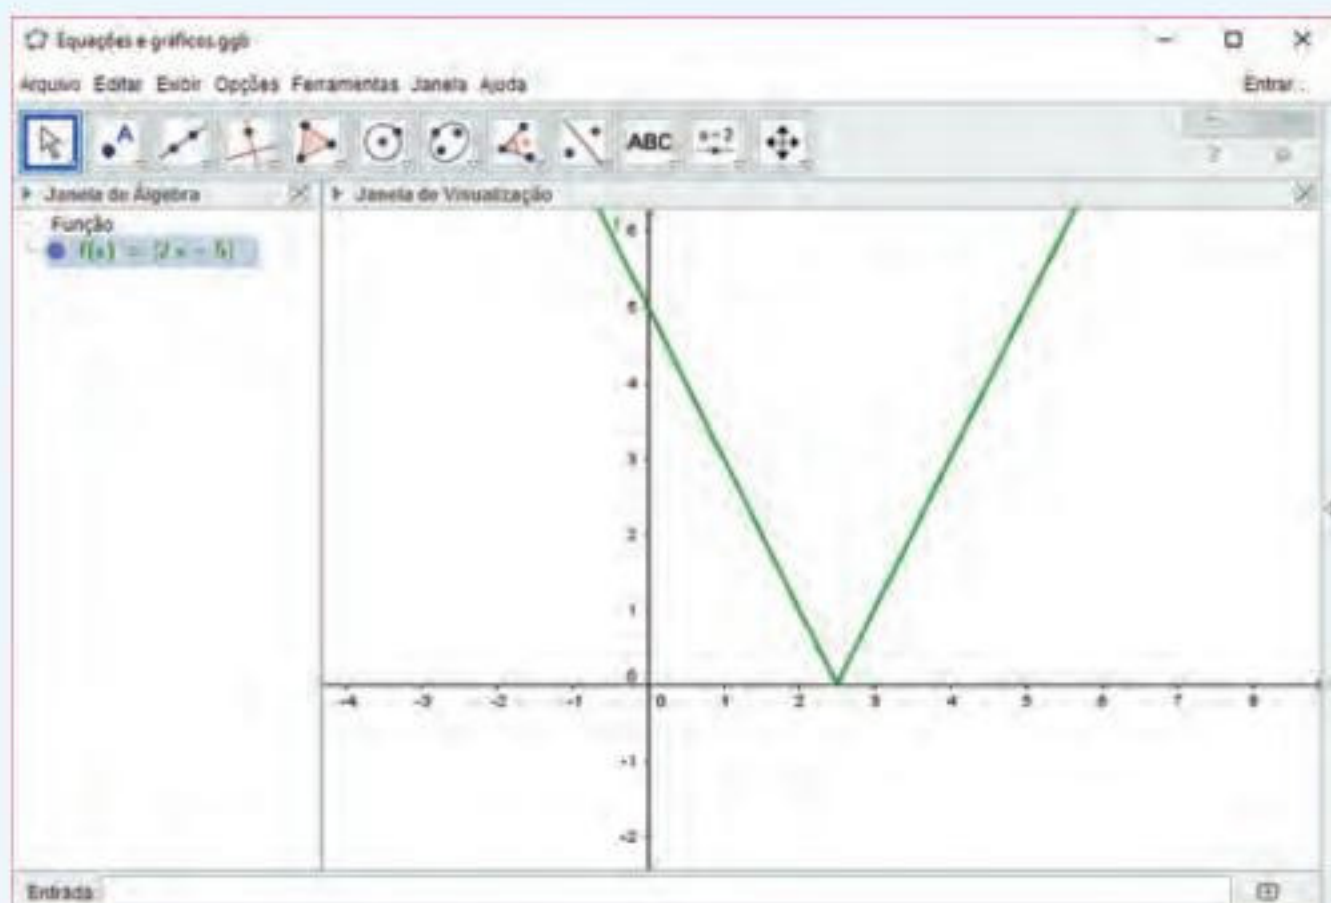 Equações e gráficos.ggb
Arquivo Editar Exibir Opções Ferramentas Janela Ajuda
Entrar...
A
ABC
a=2
Janela de Álgebra
Janela de Visualização
Função
f(x) = |2 x - 5|
f
6
5
4
3
2
1
0
-4 -3 -2 -1 0 1 2 3 4 5 6 7 8
-1
-2
Entrada: